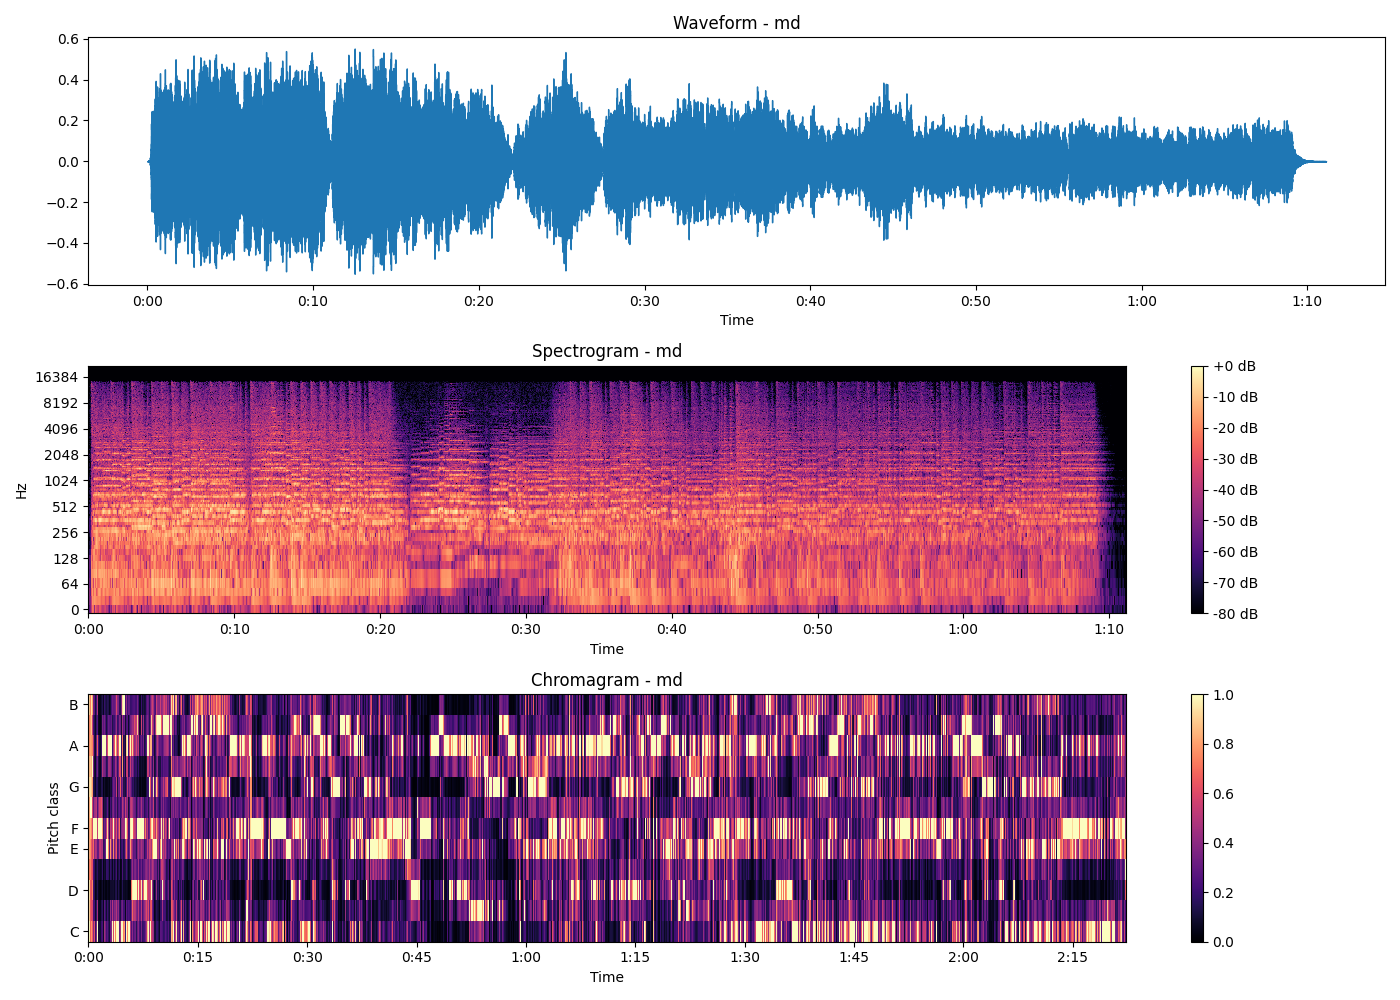 Waveform - md
0.6
0.4
0.2
0.0
−0.2
−0.4
−0.6
0:00 0:10 0:20 0:30 0:40 0:50 1:00 1:10
Time
Spectrogram - md
Hz
16384
8192
4096
2048
1024
512
256
128
64
0
0:00 0:10 0:20 0:30 0:40 0:50 1:00 1:10
Time
+0 dB
-10 dB
-20 dB
-30 dB
-40 dB
-50 dB
-60 dB
-70 dB
-80 dB
Chromagram - md
Pitch class
B
A
G
F
E
D
C
0:00 0:15 0:30 0:45 1:00 1:15 1:30 1:45 2:00 2:15
Time
1.0
0.8
0.6
0.4
0.2
0.0